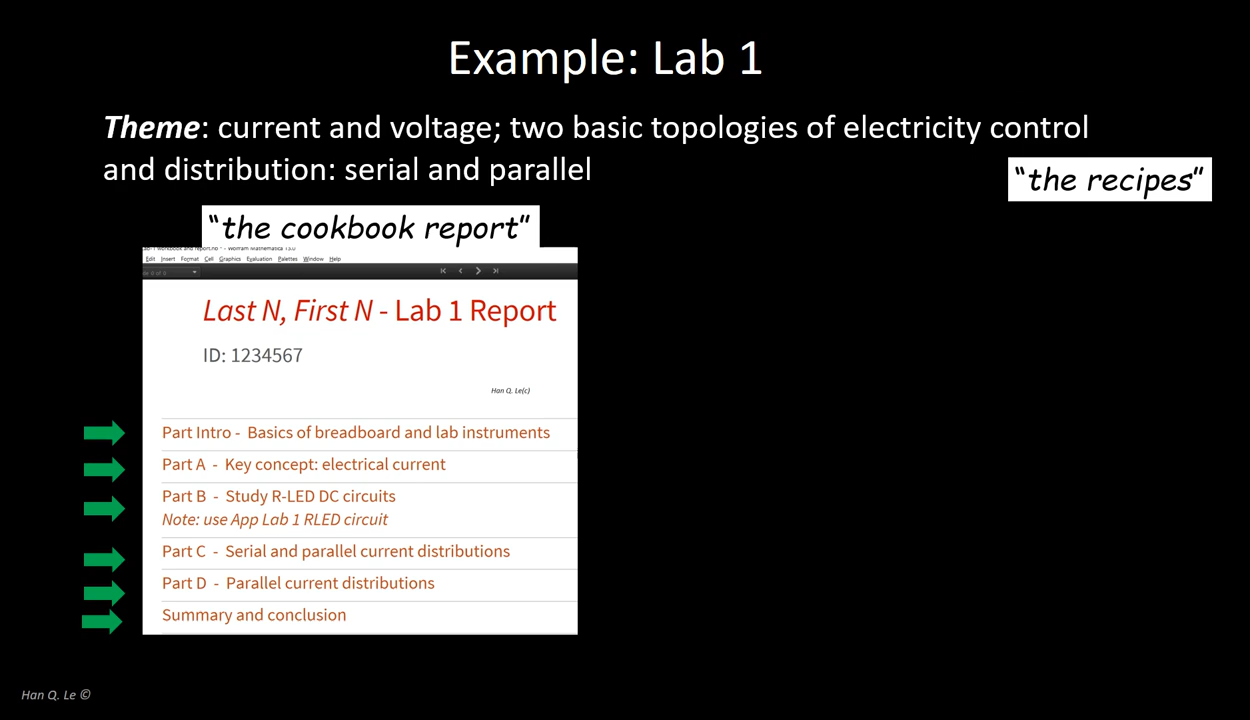 Example: Lab 1
Theme: current and voltage; two basic topologies of electricity control
and distribution: serial and parallel
“the recipes”
“the cookbook report”
Edit Insert Format Cell Graphics Evaluation Palettes Window Help
Last N, First N - Lab 1 Report
ID: 1234567
Han Q. Le(c)
Part Intro - Basics of breadboard and lab instruments
Part A - Key concept: electrical current
Part B - Study R-LED DC circuits
Note: use App Lab 1 RLED circuit
Part C - Serial and parallel current distributions
Part D - Parallel current distributions
Summary and conclusion
Han Q. Le ©